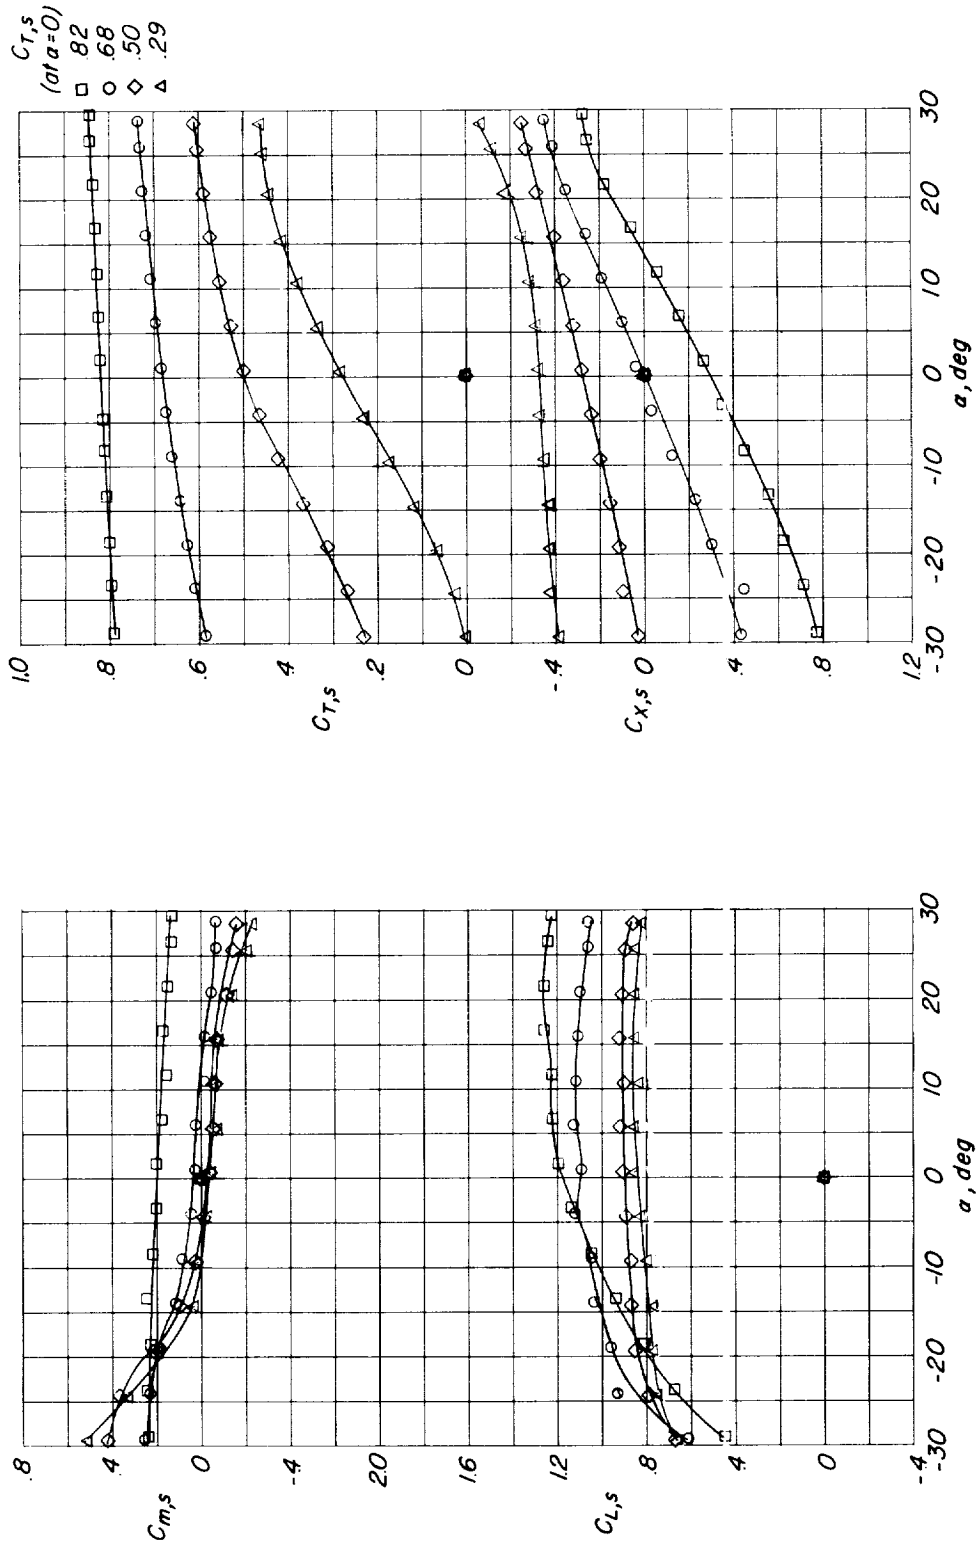 C_T,s
(at α=0)
□ .82
○ .68
◇ .50
△ .29
.8
.4
0
-.4
C_m,s
2.0
1.6
1.2
.8
.4
0
-.4
C_L,s
-30 -20 -10 0 10 20 30
α, deg
1.0
.8
.6
.4
.2
0
C_T,s
-.4
0
.4
.8
1.2
C_X,s
-30 -20 -10 0 10 20 30
α, deg